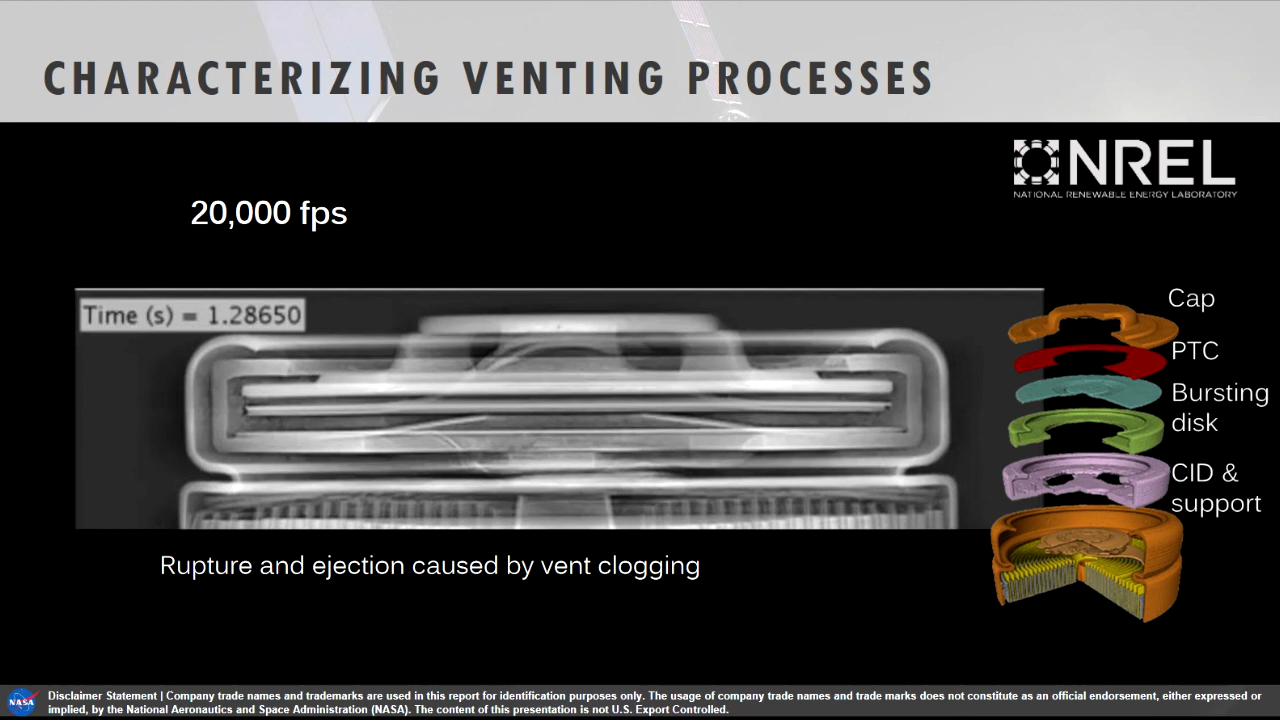 CHARACTERIZING VENTING PROCESSES
NREL
NATIONAL RENEWABLE ENERGY LABORATORY
20,000 fps
Time (s) = 1.28650
Cap
PTC
Bursting
disk
CID &
support
Rupture and ejection caused by vent clogging
NASA
Disclaimer Statement | Company trade names and trademarks are used in this report for identification purposes only. The usage of company trade names and trade marks does not constitute as an official endorsement, either expressed or
implied, by the National Aeronautics and Space Administration (NASA). The content of this presentation is not U.S. Export Controlled.